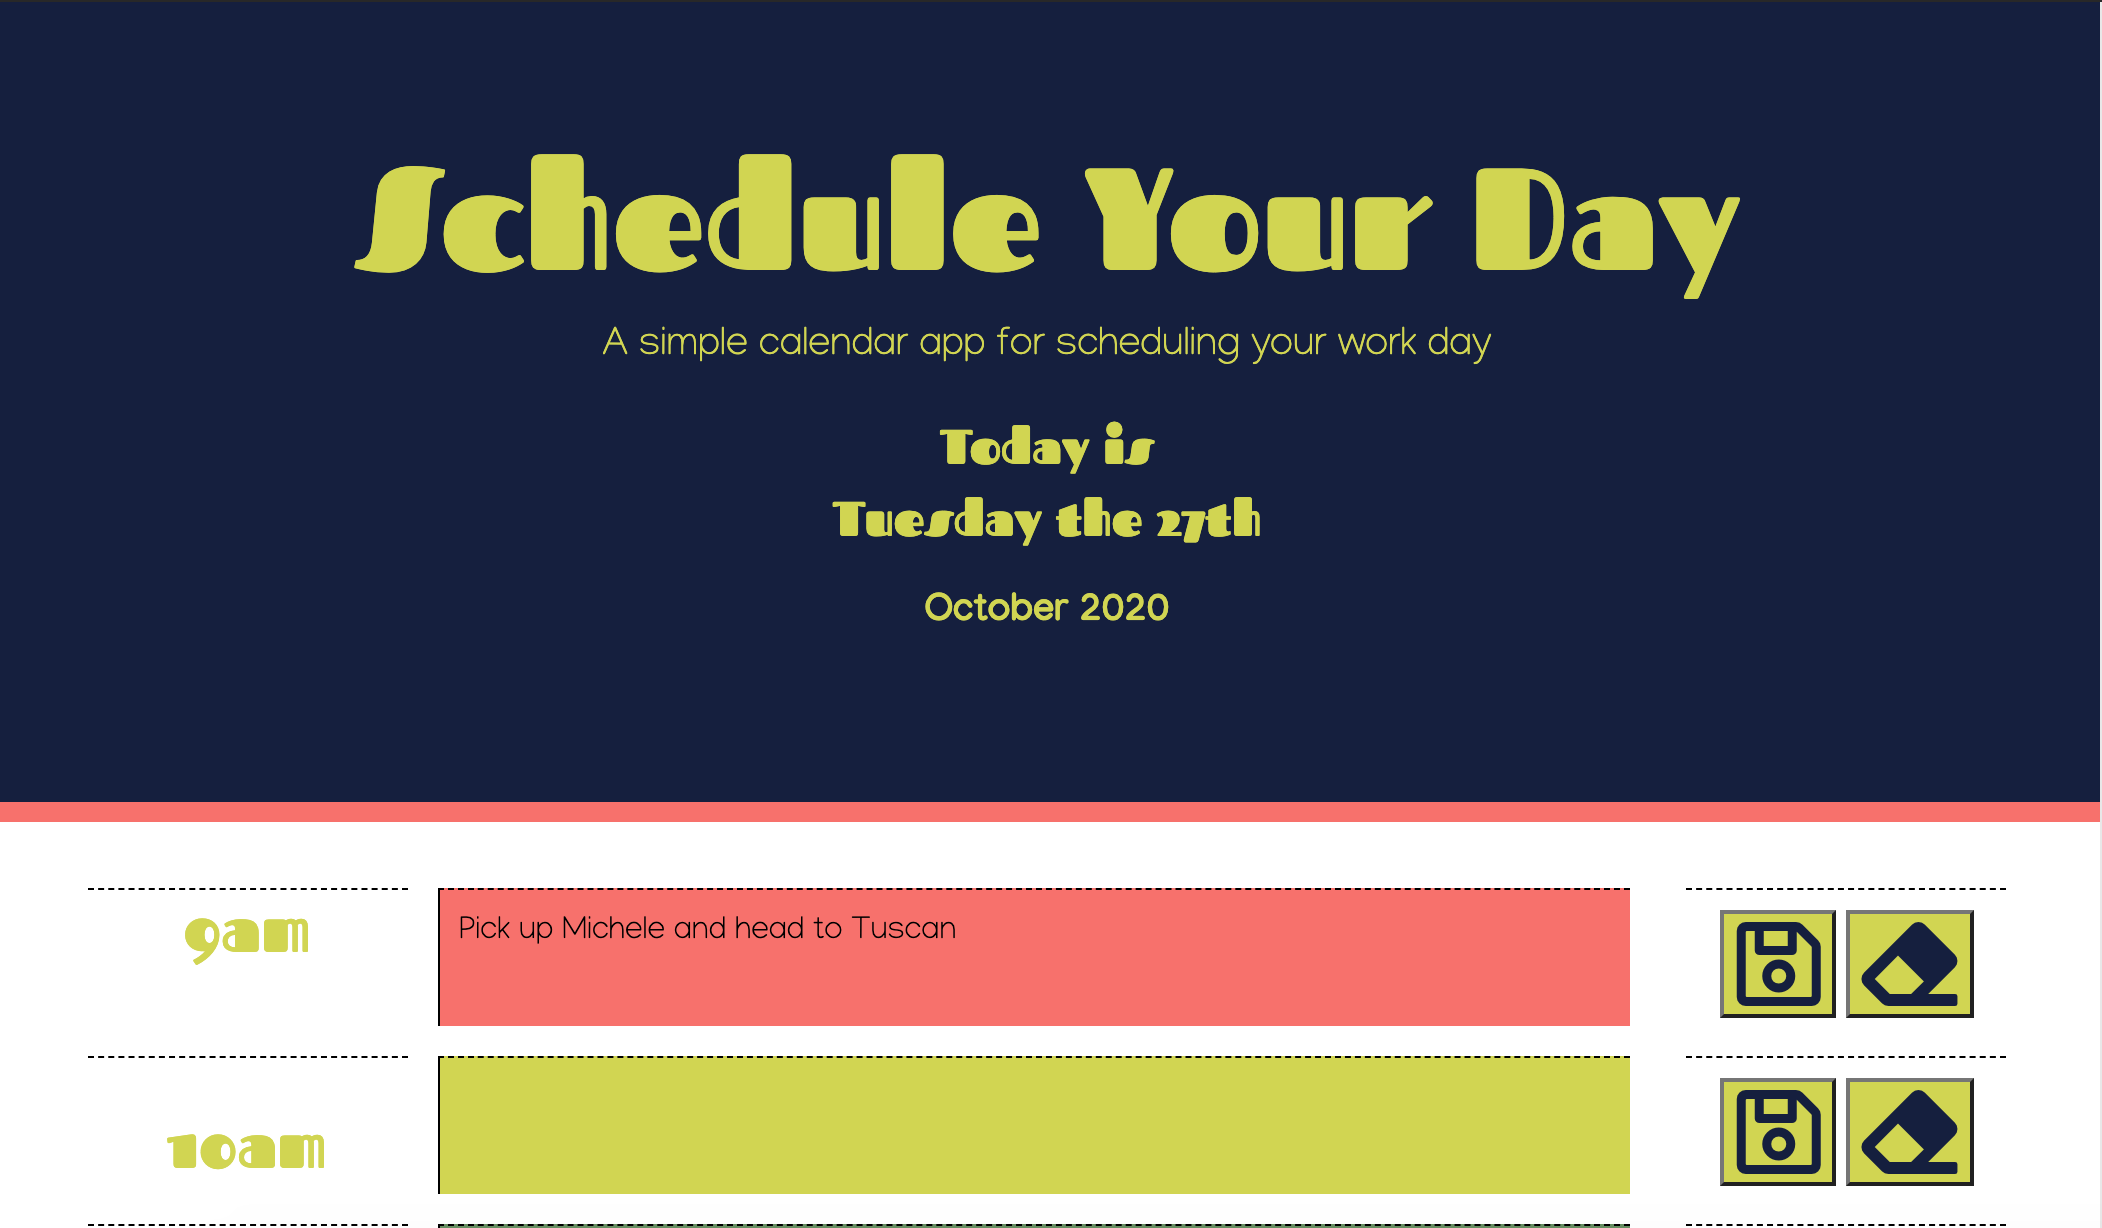 Schedule Your Day
A simple calendar app for scheduling your work day
Today is
Tuesday the 27th
October 2020
9am
Pick up Michele and head to Tuscan
10am